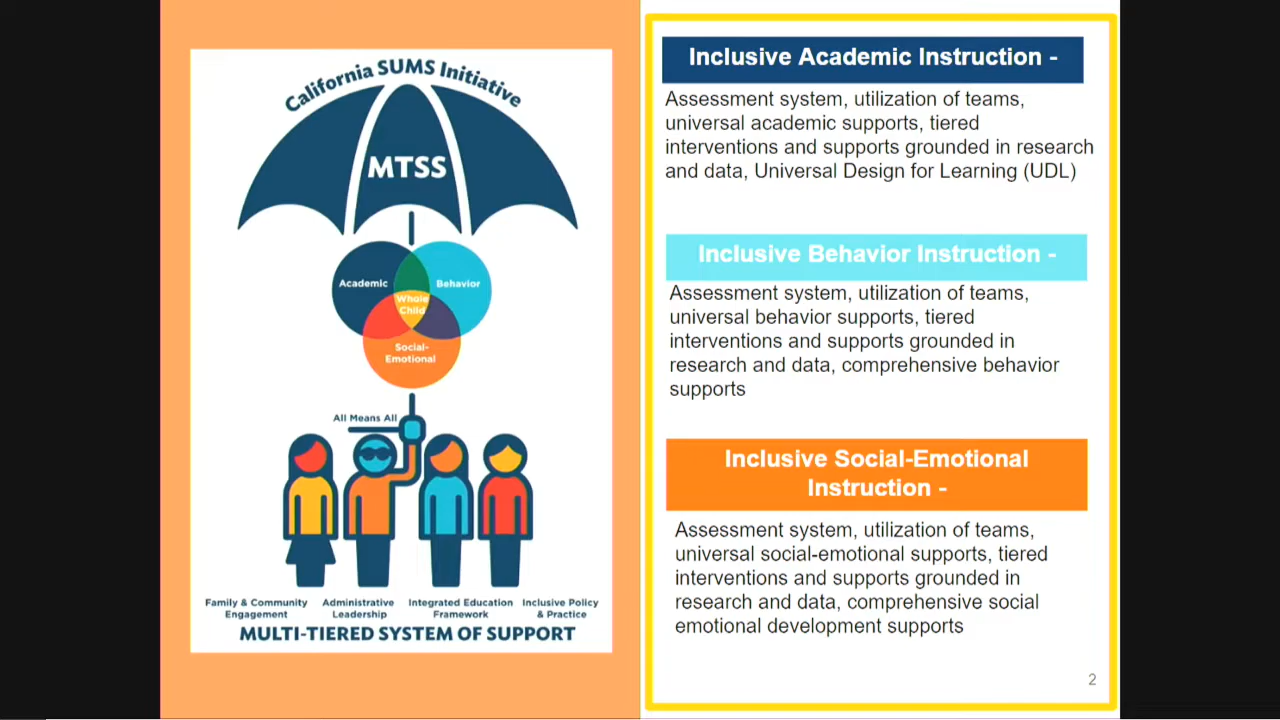 California SUMS Initiative
MTSS
Academic
Behavior
Whole
Child
Social-
Emotional
All Means All
Family & Community
Engagement
Administrative
Leadership
Integrated Education
Framework
Inclusive Policy
& Practice
MULTI-TIERED SYSTEM OF SUPPORT
Inclusive Academic Instruction -
Assessment system, utilization of teams,
universal academic supports, tiered
interventions and supports grounded in research
and data, Universal Design for Learning (UDL)
Inclusive Behavior Instruction -
Assessment system, utilization of teams,
universal behavior supports, tiered
interventions and supports grounded in
research and data, comprehensive behavior
supports
Inclusive Social-Emotional
Instruction -
Assessment system, utilization of teams,
universal social-emotional supports, tiered
interventions and supports grounded in
research and data, comprehensive social
emotional development supports
2